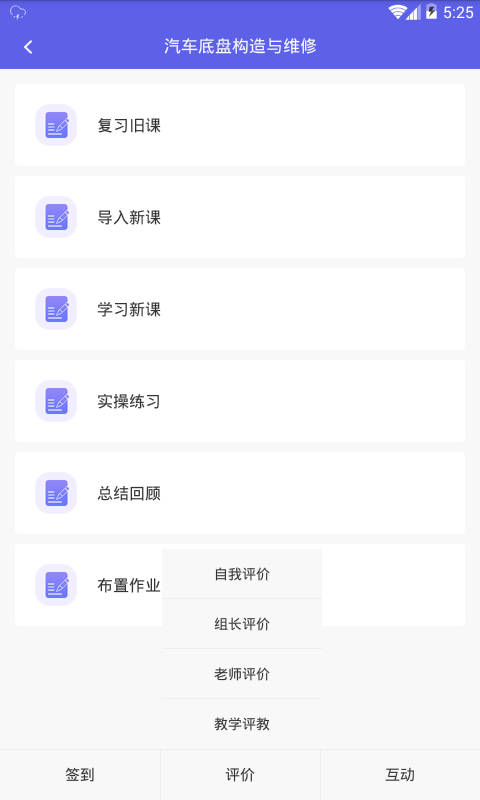 5:25
汽车底盘构造与维修
复习旧课
导入新课
学习新课
实操练习
总结回顾
布置作业
自我评价
组长评价
老师评价
教学评教
签到
评价
互动